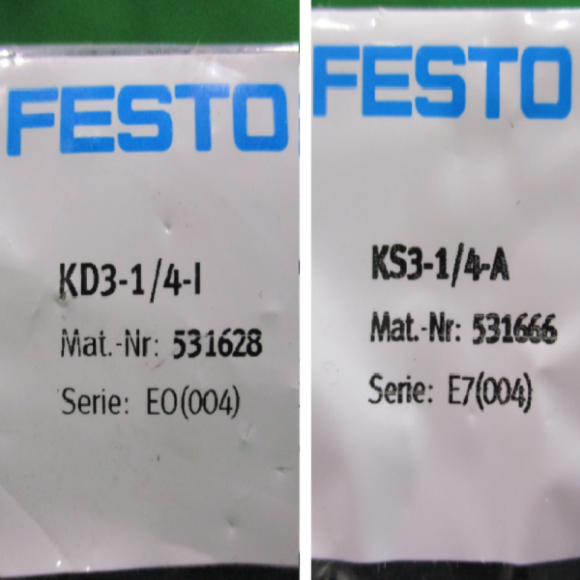 FESTO
KD3-1/4-I
Mat.-Nr: 531628
Serie: E0(004)
FESTO
KS3-1/4-A
Mat.-Nr: 531666
Serie: E7(004)